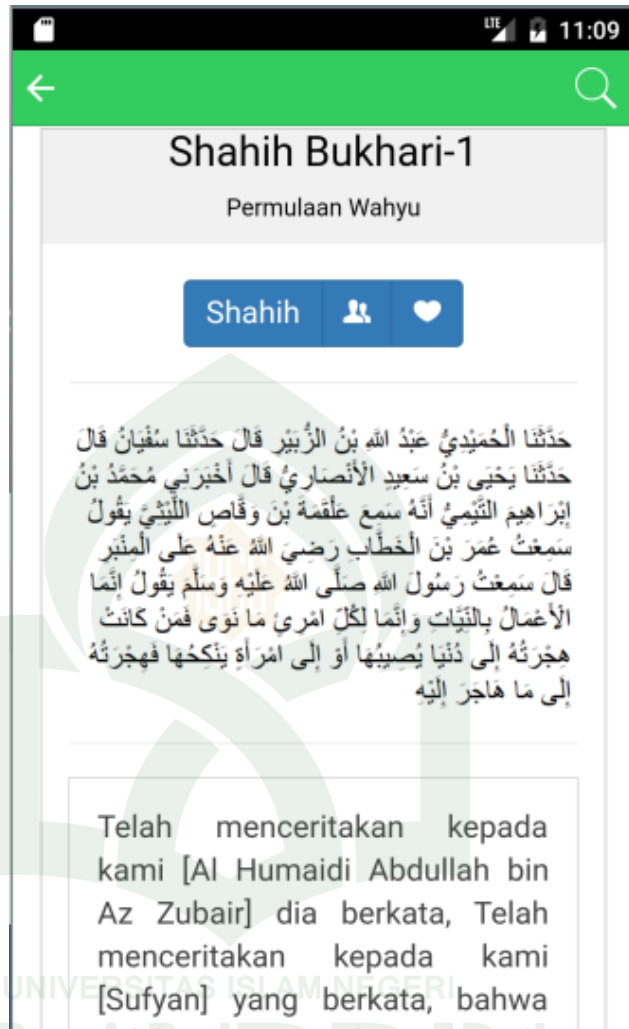 LTE 11:09
Shahih Bukhari-1
Permulaan Wahyu
Shahih
حَدَّثَنَا الْحُمَيْدِيُّ عَبْدُ اللَّهِ بْنُ الزُّبَيْرِ قَالَ حَدَّثَنَا سُفْيَانُ قَالَ
حَدَّثَنَا يَحْيَى بْنُ سَعِيدٍ الْأَنْصَارِيُّ قَالَ أَخْبَرَنِي مُحَمَّدُ بْنُ
إِبْرَاهِيمَ التَّيْمِيُّ أَنَّهُ سَمِعَ عَلْقَمَةَ بْنَ وَقَّاصٍ اللَّيْثِيَّ يَقُولُ
سَمِعْتُ عُمَرَ بْنَ الْخَطَّابِ رَضِيَ اللَّهُ عَنْهُ عَلَى الْمِنْبَرِ
قَالَ سَمِعْتُ رَسُولَ اللَّهِ صَلَّى اللَّهُ عَلَيْهِ وَسَلَّمَ يَقُولُ إِنَّمَا
الْأَعْمَالُ بِالنِّيَّاتِ وَإِنَّمَا لِكُلِّ امْرِئٍ مَا نَوَى فَمَنْ كَانَتْ
هِجْرَتُهُ إِلَى دُنْيَا يُصِيبُهَا أَوْ إِلَى امْرَأَةٍ يَنْكِحُهَا فَهِجْرَتُهُ
إِلَى مَا هَاجَرَ إِلَيْهِ
Telah menceritakan kepada
kami [Al Humaidi Abdullah bin
Az Zubair] dia berkata, Telah
menceritakan kepada kami
UNIVERSITAS ISLAM NEGERI
[Sufyan] yang berkata, bahwa